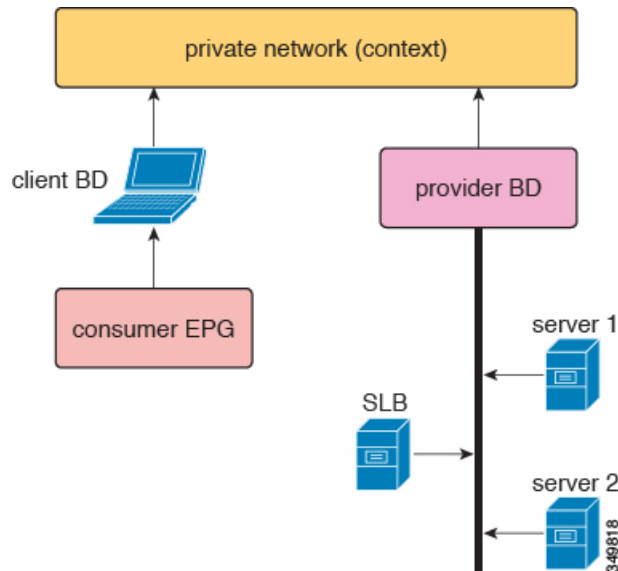 private network (context)
client BD
provider BD
consumer EPG
server 1
SLB
server 2
349818